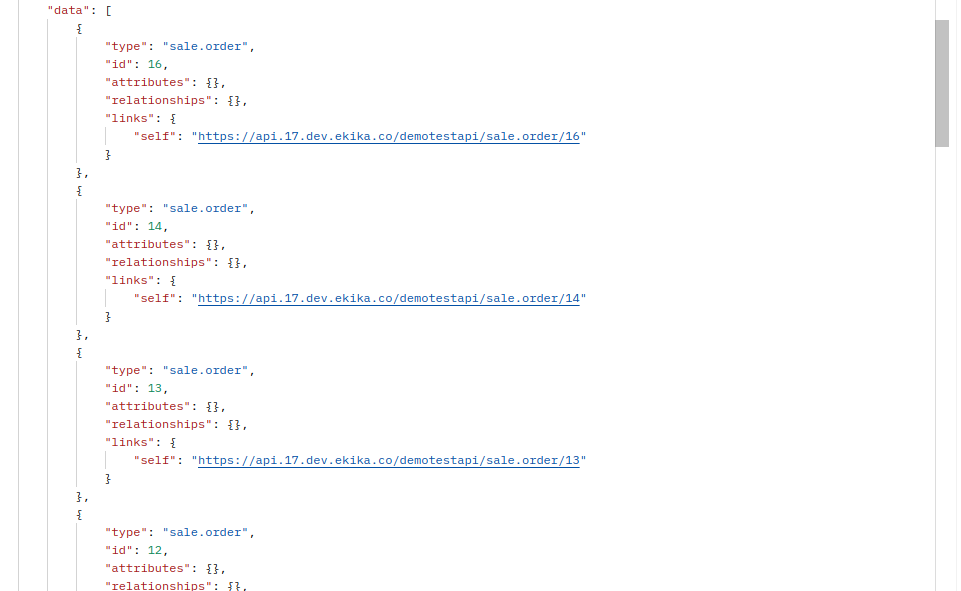 "data": [
{
"type": "sale.order",
"id": 16,
"attributes": {},
"relationships": {},
"links": {
"self": "https://api.17.dev.ekika.co/demotestapi/sale.order/16"
}
},
{
"type": "sale.order",
"id": 14,
"attributes": {},
"relationships": {},
"links": {
"self": "https://api.17.dev.ekika.co/demotestapi/sale.order/14"
}
},
{
"type": "sale.order",
"id": 13,
"attributes": {},
"relationships": {},
"links": {
"self": "https://api.17.dev.ekika.co/demotestapi/sale.order/13"
}
},
{
"type": "sale.order",
"id": 12,
"attributes": {},
"relationships": {},